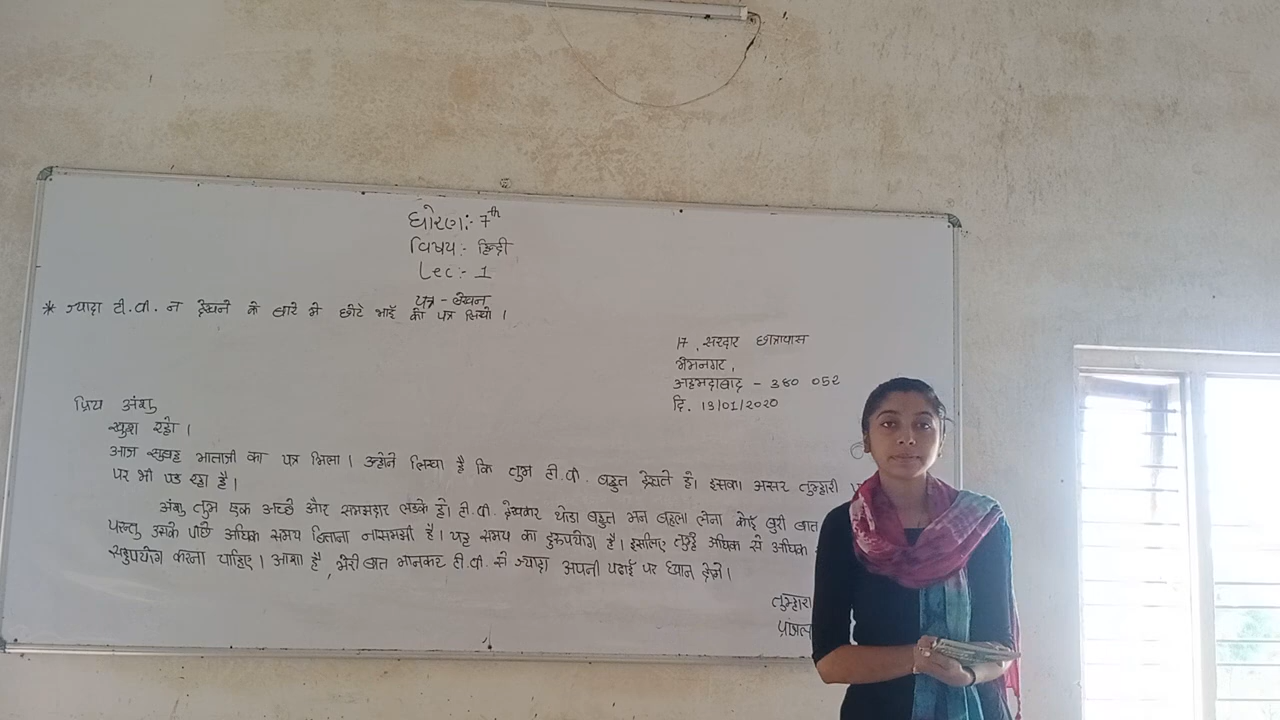 धोरण:- 7th
विषय:- हिन्दी
Lec:- 1
पत्र - लेखन
* ज्यादा टी.वी. न देखने के बारे मे छोटे भाई को पत्र लिखो ।
17, सरदार छात्रावास
भीमनगर,
अहमदाबाद - 380 052
दि. 13/01/2020
प्रिय अंशु
खुश रहो ।
आज सुबह माताजी का पत्र मिला । उन्होने लिखा है कि तुम टी.वी. बहुत देखते हो। इसका असर तुम्हारी
पर भी पड रहा है ।
अंशु तुम एक अच्छे और समझदार लडके हो। टी.वी. देखकर थोडा बहुत मन बहला लेना कोई बुरी बात
परन्तु उसके पीछे अधिक समय बिताना नासमझी है। यह समय का दुरुपयोग है। इसलिए तुम्हे अधिक से अधिक
सदुपयोग करना चाहिए । आशा है, मेरी बात मानकर टी.वी. से ज्यादा अपनी पढाई पर ध्यान दोगे।
तुम्हारा